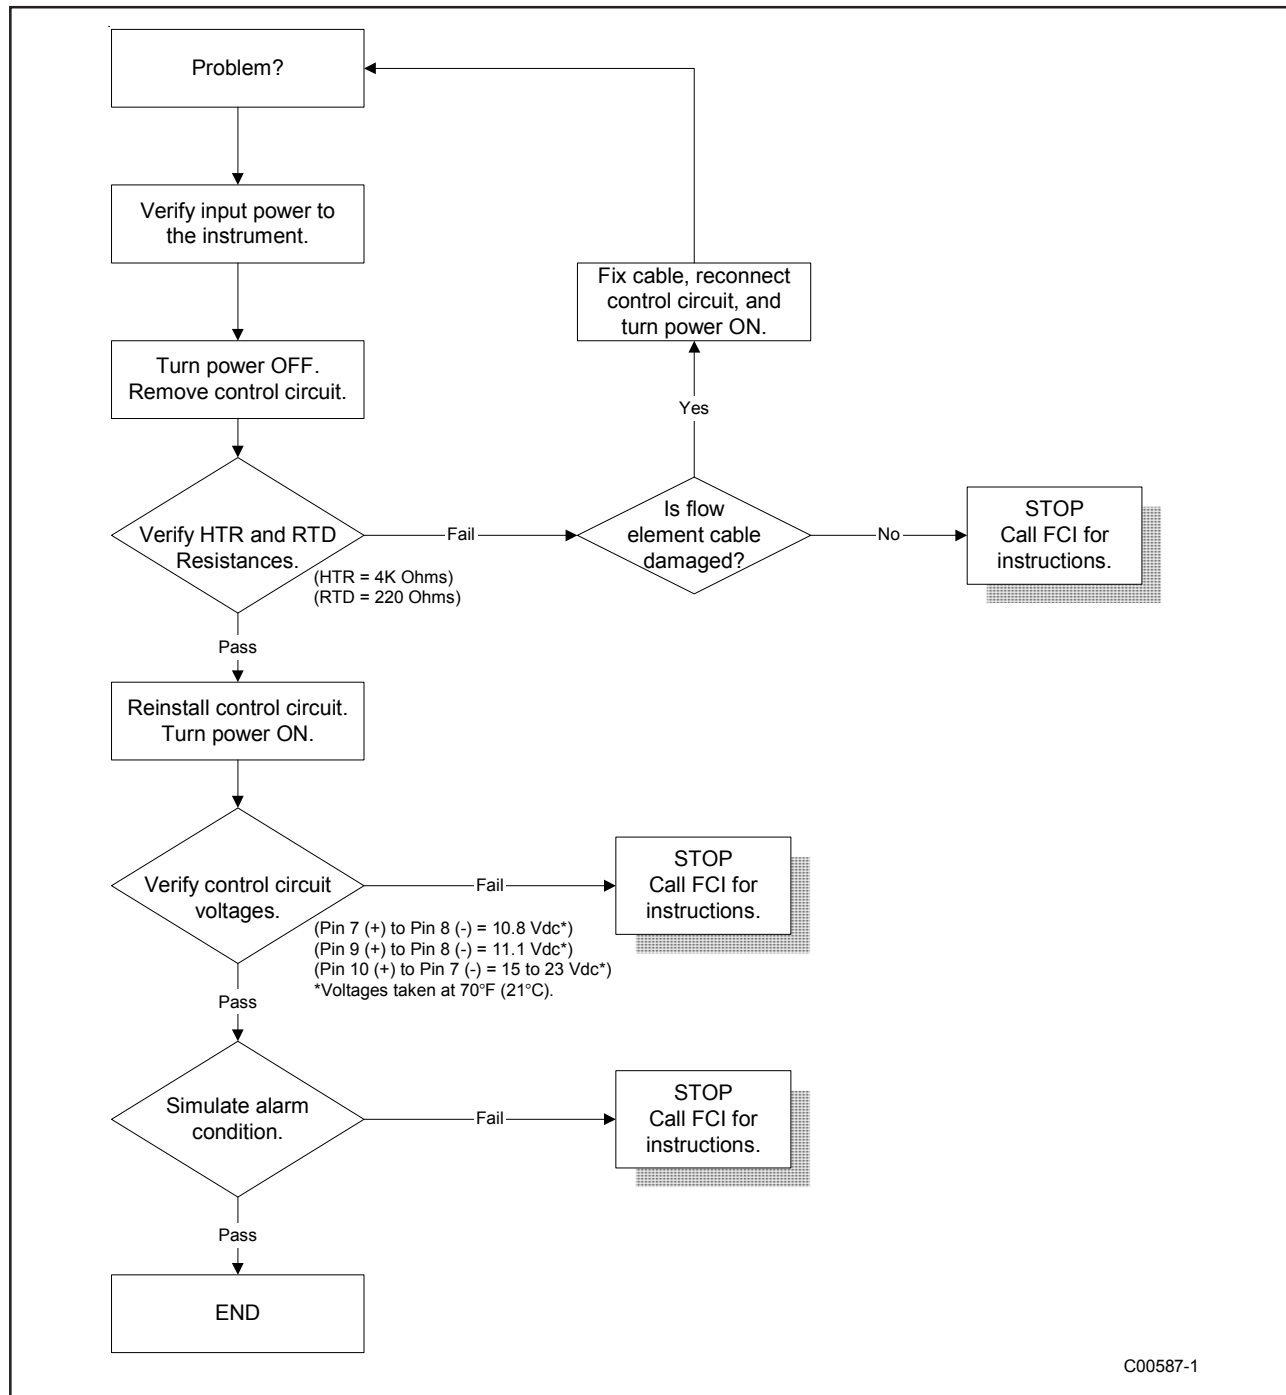 Problem?
Verify input power to
the instrument.
Fix cable, reconnect
control circuit, and
turn power ON.
Turn power OFF.
Remove control circuit.
Yes
Verify HTR and RTD
Resistances.
Fail
(HTR = 4K Ohms)
(RTD = 220 Ohms)
Is flow
element cable
damaged?
No
STOP
Call FCI for
instructions.
Pass
Reinstall control circuit.
Turn power ON.
Verify control circuit
voltages.
Fail
(Pin 7 (+) to Pin 8 (-) = 10.8 Vdc*)
(Pin 9 (+) to Pin 8 (-) = 11.1 Vdc*)
(Pin 10 (+) to Pin 7 (-) = 15 to 23 Vdc*)
*Voltages taken at 70°F (21°C).
STOP
Call FCI for
instructions.
Pass
Simulate alarm
condition.
Fail
STOP
Call FCI for
instructions.
Pass
END
C00587-1